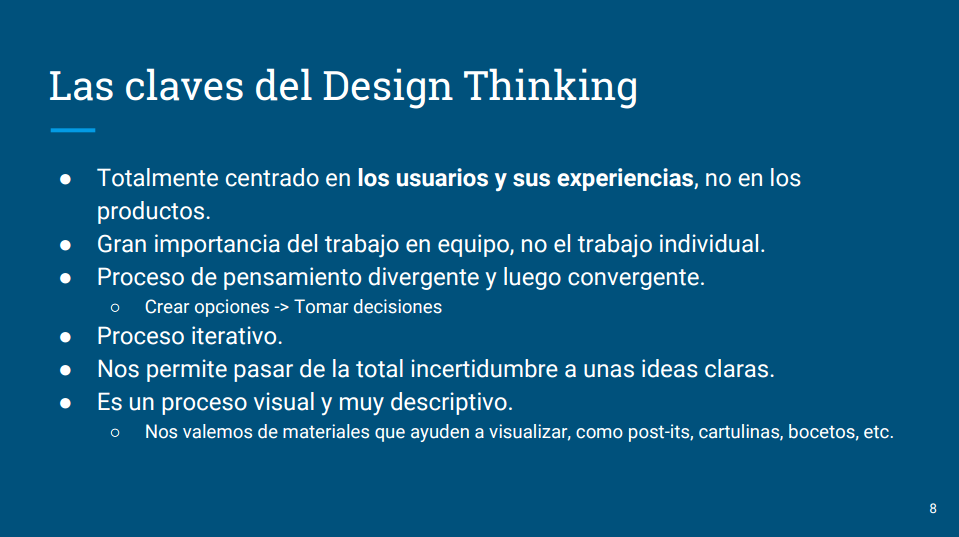 Las claves del Design Thinking
● Totalmente centrado en los usuarios y sus experiencias, no en los
productos.
● Gran importancia del trabajo en equipo, no el trabajo individual.
● Proceso de pensamiento divergente y luego convergente.
○ Crear opciones -> Tomar decisiones
● Proceso iterativo.
● Nos permite pasar de la total incertidumbre a unas ideas claras.
● Es un proceso visual y muy descriptivo.
○ Nos valemos de materiales que ayuden a visualizar, como post-its, cartulinas, bocetos, etc.
8